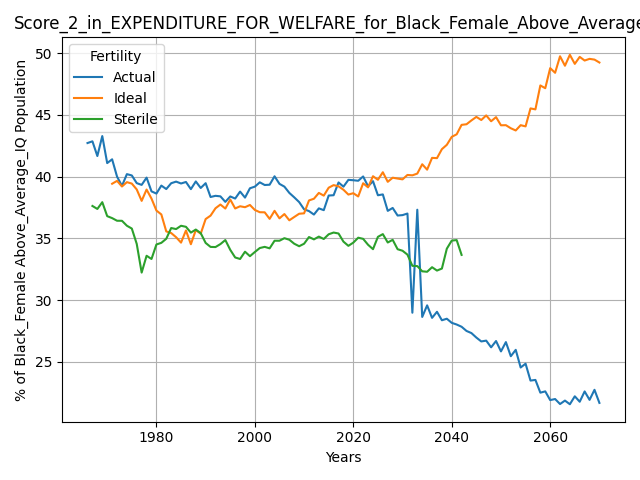 Score_2_in_EXPENDITURE_FOR_WELFARE_for_Black_Female_Above_Average
Fertility
Actual
Ideal
Sterile
% of Black_Female Above_Average_IQ Population
50
45
40
35
30
25
1980
2000
2020
2040
2060
Years